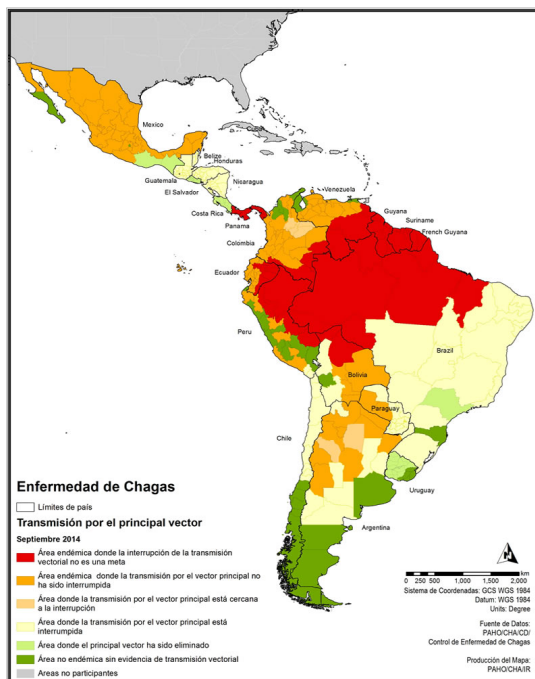 Mexico
Belize
Honduras
Guatemala
Nicaragua
El Salvador
Costa Rica
Panama
Venezuela
Guyana
Suriname
French Guyana
Colombia
Ecuador
Peru
Brazil
Bolivia
Paraguay
Chile
Uruguay
Argentina
Enfermedad de Chagas
Límites de país
Transmisión por el principal vector
Septiembre 2014
Área endémica donde la interrupción de la transmisión
vectorial no es una meta
Área endémica donde la transmisión por el vector principal no
ha sido interrumpida
Área donde la transmisión por el vector principal está cercana
a la interrupción
Área donde la transmisión por el vector principal está
interrumpida
Área donde el principal vector ha sido eliminado
Área no endémica sin evidencia de transmisión vectorial
Areas no participantes
0 250 500 1,000 1,500 2,000
km
Sistema de Coordenadas: GCS WGS 1984
Datum: WGS 1984
Units: Degree
Fuente de Datos:
PAHO/CHA/CD/
Control de Enfermedad de Chagas
Producción del Mapa:
PAHO/CHA/IR